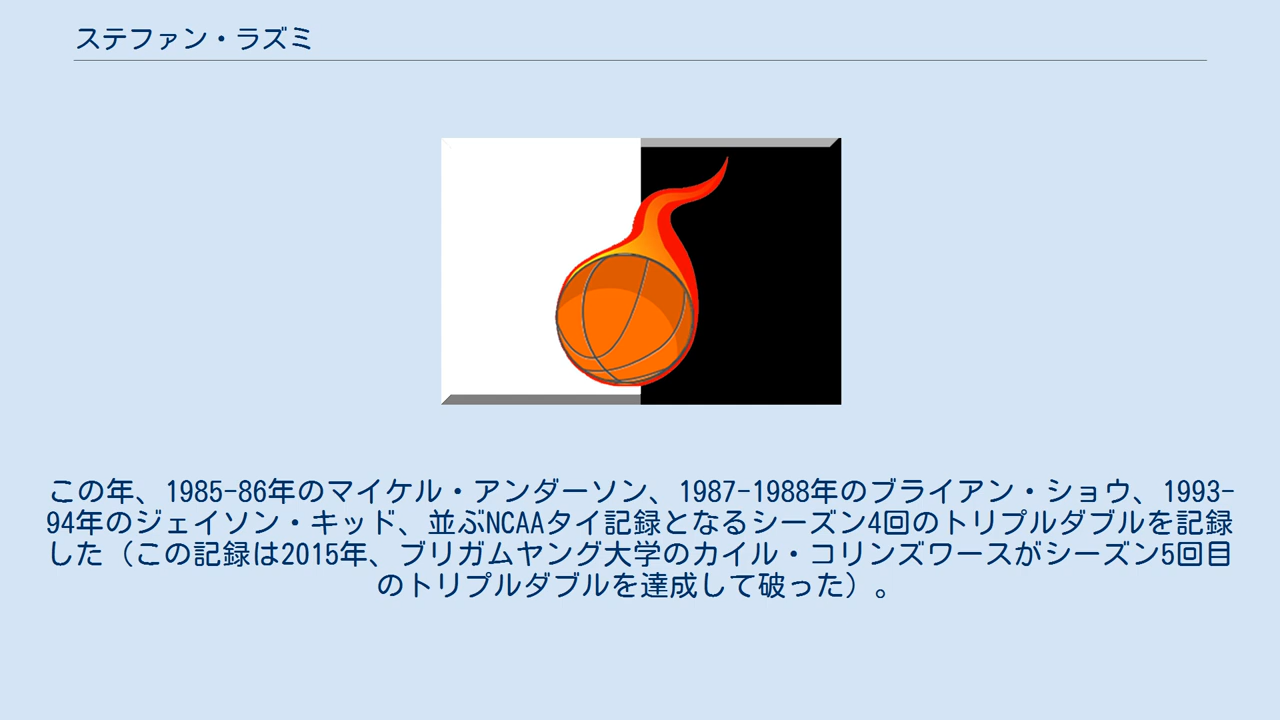 ステファン・ラズミ
この年、1985-86年のマイケル・アンダーソン、1987-1988年のブライアン・ショウ、1993-
94年のジェイソン・キッド、並ぶNCAAタイ記録となるシーズン4回のトリプルダブルを記録
した（この記録は2015年、ブリガムヤング大学のカイル・コリンズワースがシーズン5回目
のトリプルダブルを達成して破った）。